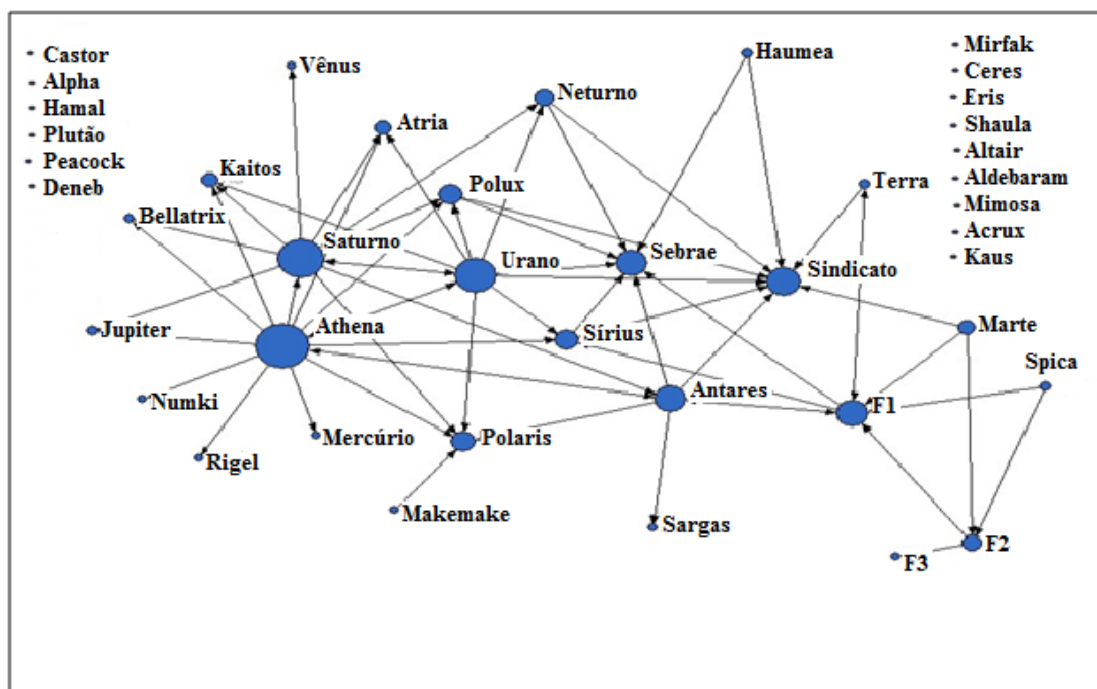 Castor
Alpha
Hamal
Plutão
Peacock
Deneb
Vênus
Atria
Neturno
Haumea
Mirfak
Ceres
Eris
Shaula
Altair
Aldebaram
Mimosa
Acrux
Kaus
Kaitos
Polux
Terra
Bellatrix
Saturno
Urano
Sebrae
Sindicato
Jupiter
Athena
Sírius
Marte
Spica
Numki
Antares
F1
Mercúrio
Polaris
Rigel
Makemake
Sargas
F3
F2